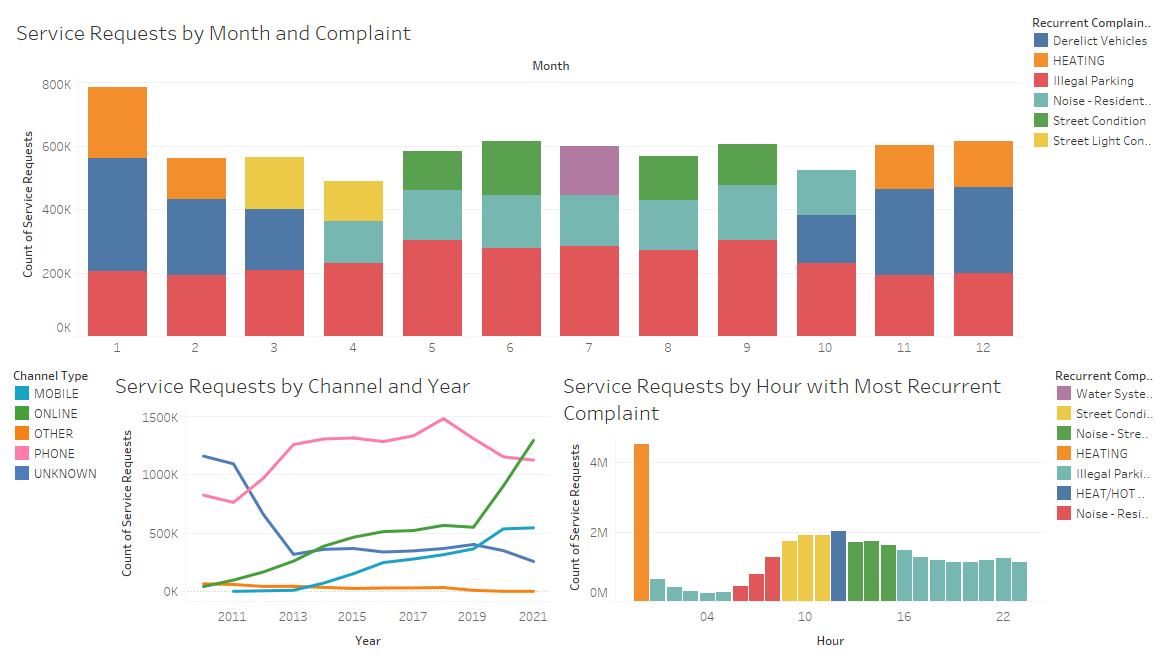 Service Requests by Month and Complaint
Month
Count of Service Requests
800K
600K
400K
200K
0K
1 2 3 4 5 6 7 8 9 10 11 12
Recurrent Complain..
Derelict Vehicles
HEATING
Illegal Parking
Noise - Resident..
Street Condition
Street Light Con..
Channel Type
MOBILE
ONLINE
OTHER
PHONE
UNKNOWN
Service Requests by Channel and Year
Count of Service Requests
1500K
1000K
500K
0K
2011 2013 2015 2017 2019 2021
Year
Service Requests by Hour with Most Recurrent
Complaint
Count of Service Requests
4M
2M
0M
04 10 16 22
Hour
Recurrent Comp..
Water Syste..
Street Condi..
Noise - Stre..
HEATING
Illegal Parki..
HEAT/HOT ..
Noise - Resi..